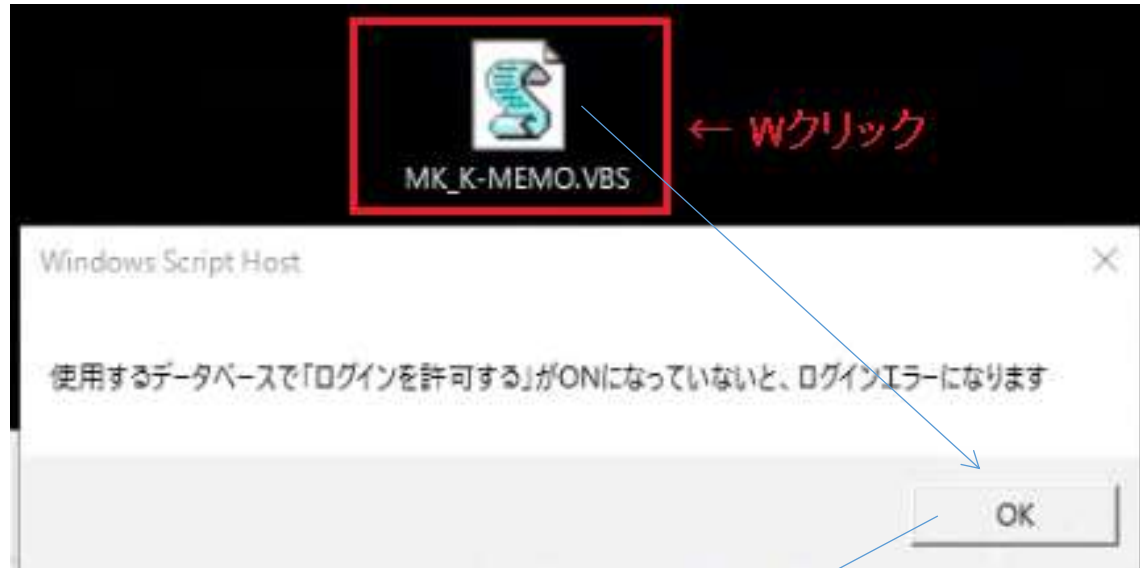 ← Wクリック
MK_K-MEMO.VBS
Windows Script Host
使用するデータベースで「ログインを許可する」がONになっていないと、ログインエラーになります
OK